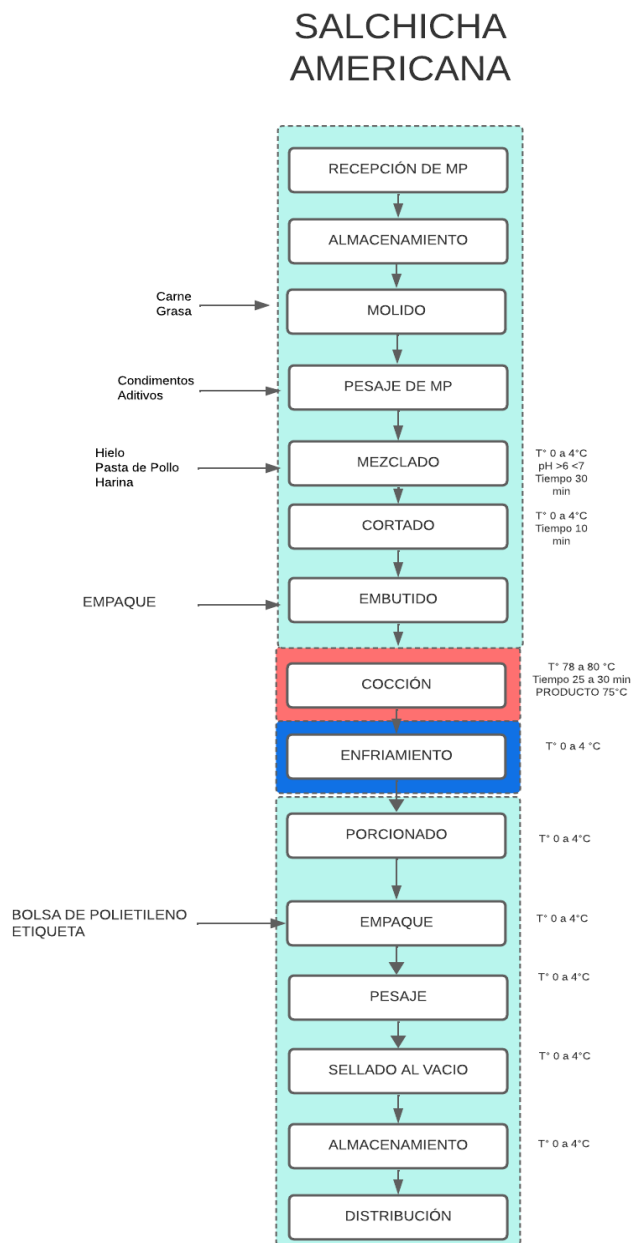 SALCHICHA
AMERICANA
RECEPCIÓN DE MP
ALMACENAMIENTO
Carne
Grasa
MOLIDO
Condimentos
Aditivos
PESAJE DE MP
Hielo
Pasta de Pollo
Harina
MEZCLADO
T° 0 a 4°C
pH >6 <7
Tiempo 30
min
CORTADO
T° 0 a 4°C
Tiempo 10
min
EMPAQUE
EMBUTIDO
COCCIÓN
T° 78 a 80 °C
Tiempo 25 a 30 min
PRODUCTO 75°C
ENFRIAMIENTO
T° 0 a 4 °C
PORCIONADO
T° 0 a 4°C
BOLSA DE POLIETILENO
ETIQUETA
EMPAQUE
T° 0 a 4°C
PESAJE
T° 0 a 4°C
SELLADO AL VACIO
T° 0 a 4°C
ALMACENAMIENTO
T° 0 a 4°C
DISTRIBUCIÓN